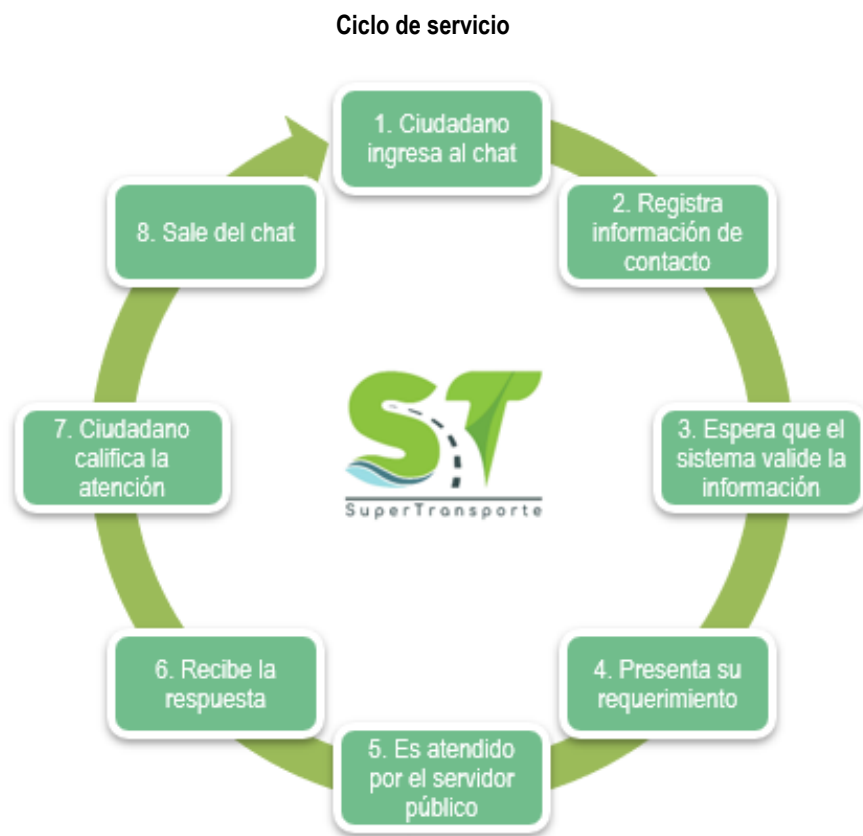 Ciclo de servicio
1. Ciudadano
ingresa al chat
2. Registra
información de
contacto
3. Espera que el
sistema valide la
información
4. Presenta su
requerimiento
5. Es atendido
por el servidor
público
6. Recibe la
respuesta
7. Ciudadano
califica la
atención
8. Sale del chat
ST
SuperTransporte